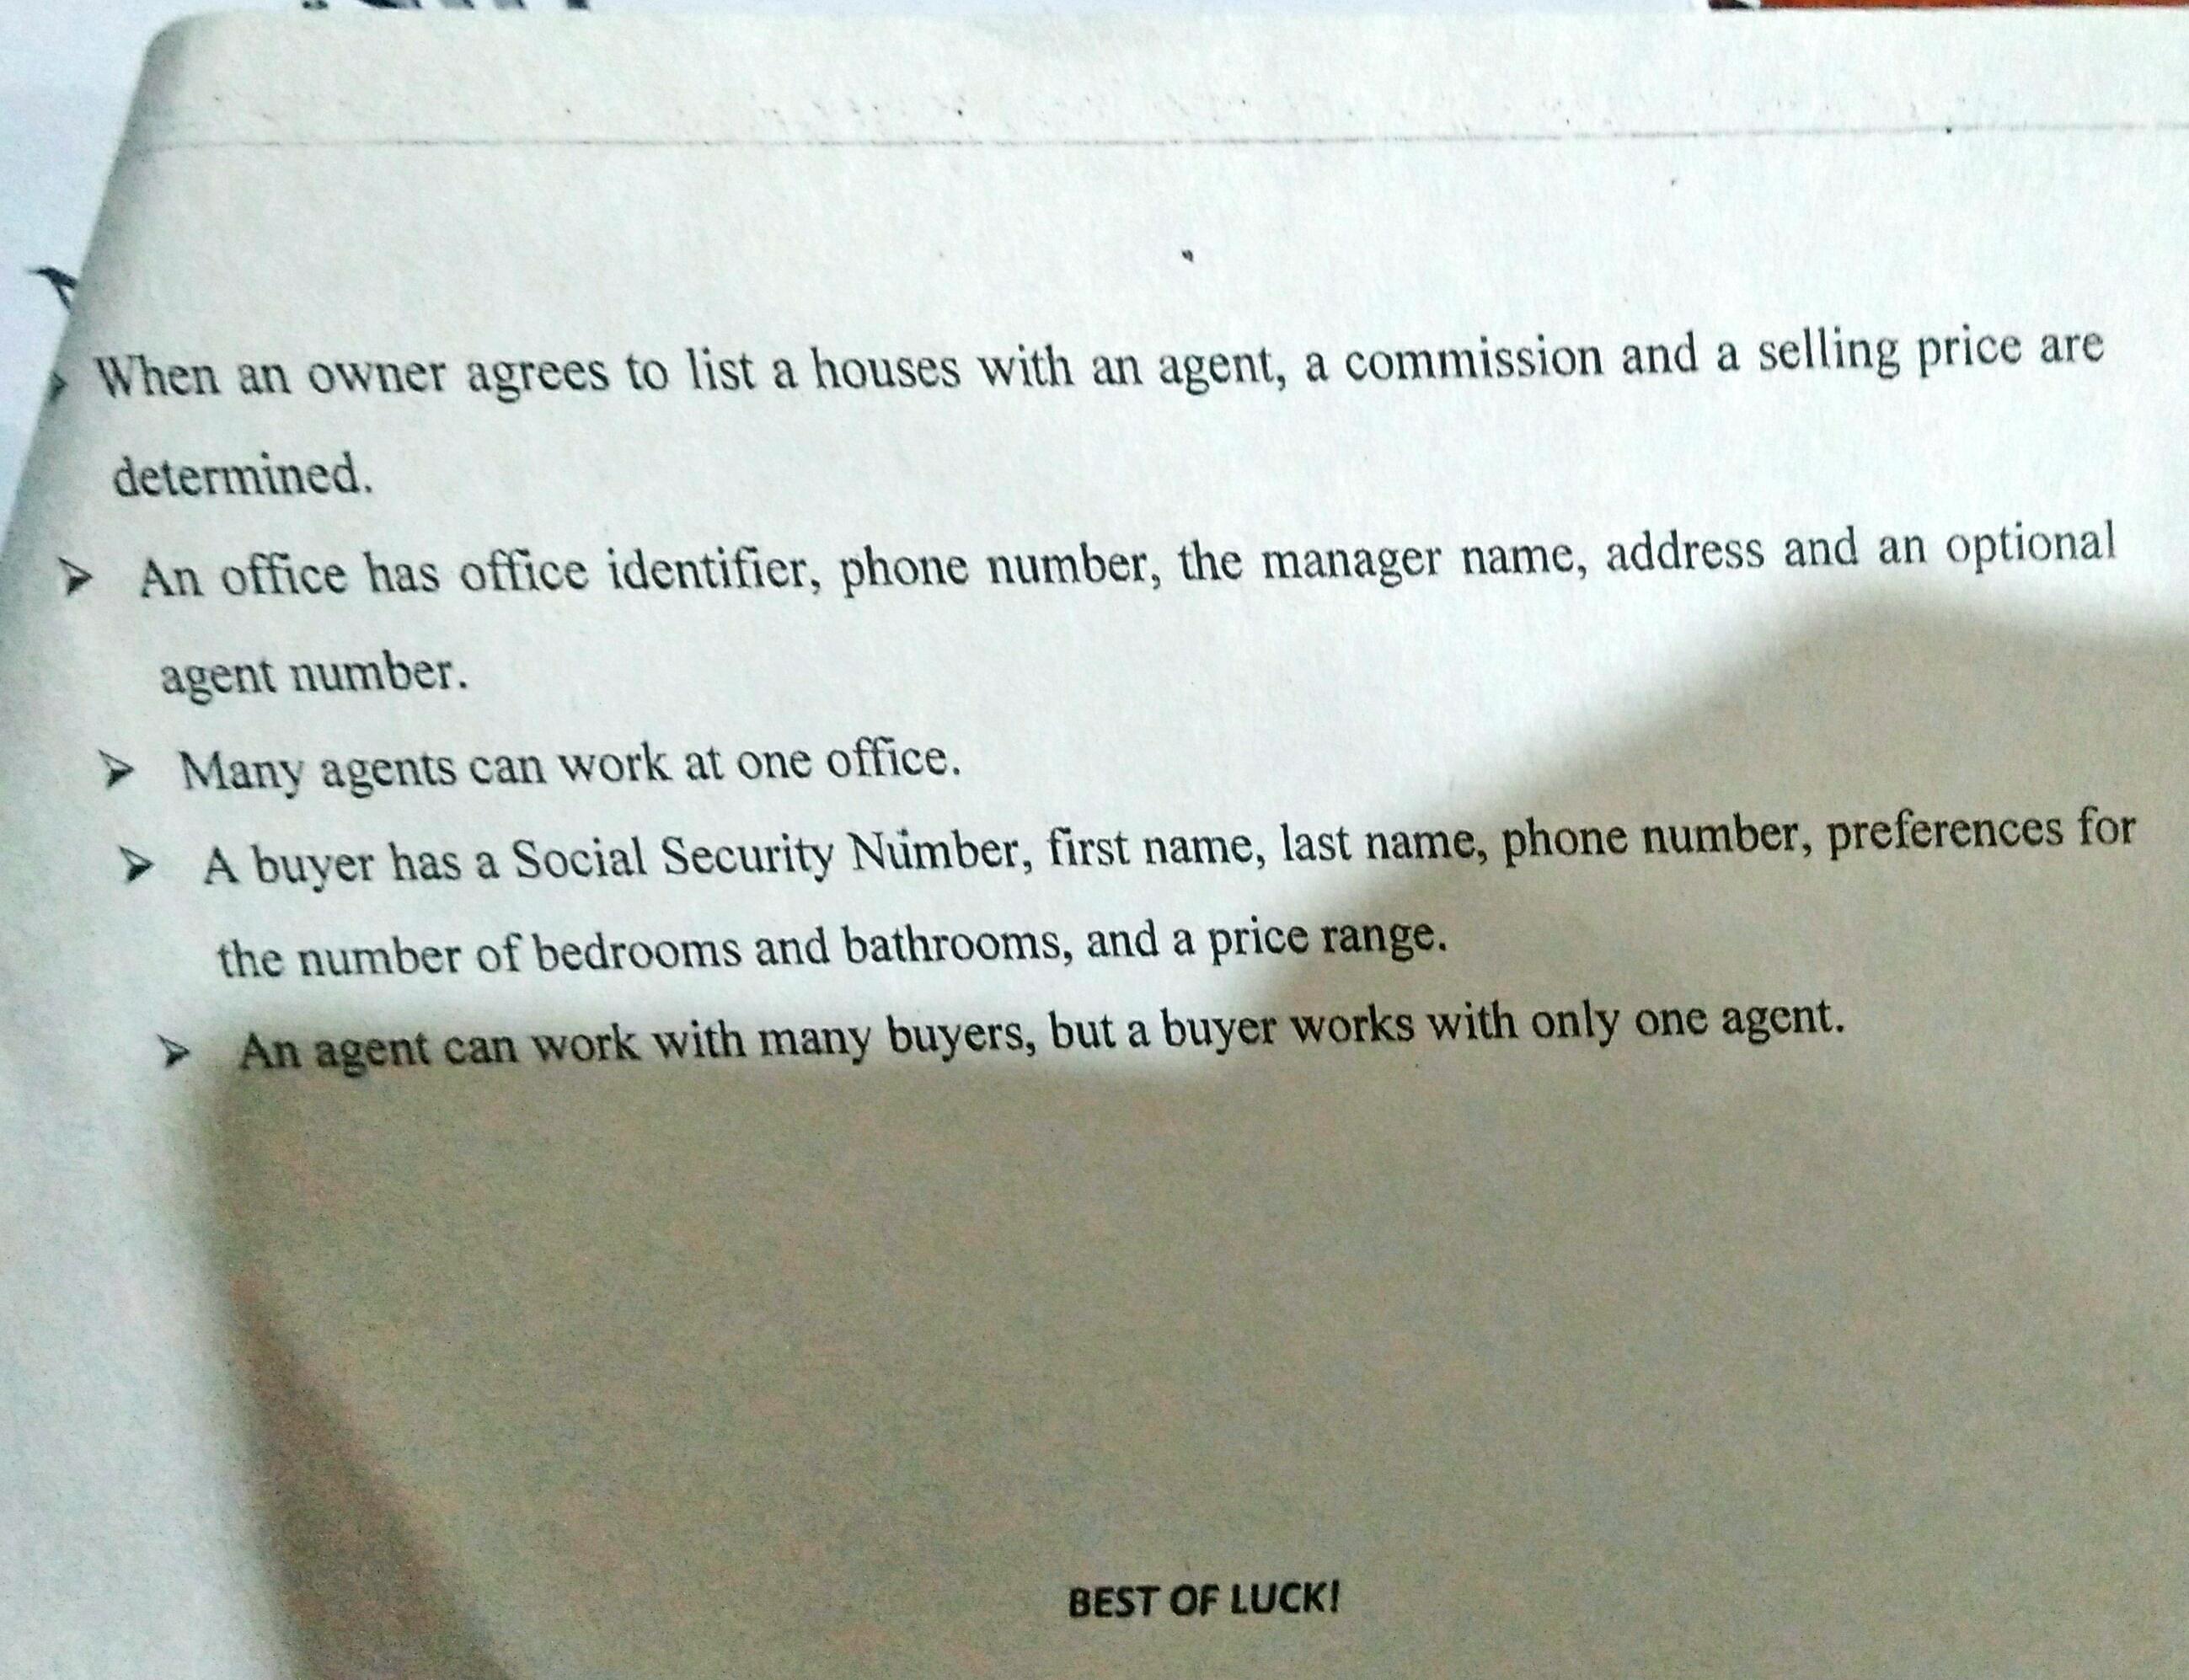 When an owner agrees to list a houses with an agent, a commission and a selling price are
determined.
➢ An office has office identifier, phone number, the manager name, address and an optional
agent number.
➢ Many agents can work at one office.
➢ A buyer has a Social Security Number, first name, last name, phone number, preferences for
the number of bedrooms and bathrooms, and a price range.
➢ An agent can work with many buyers, but a buyer works with only one agent.
BEST OF LUCK!